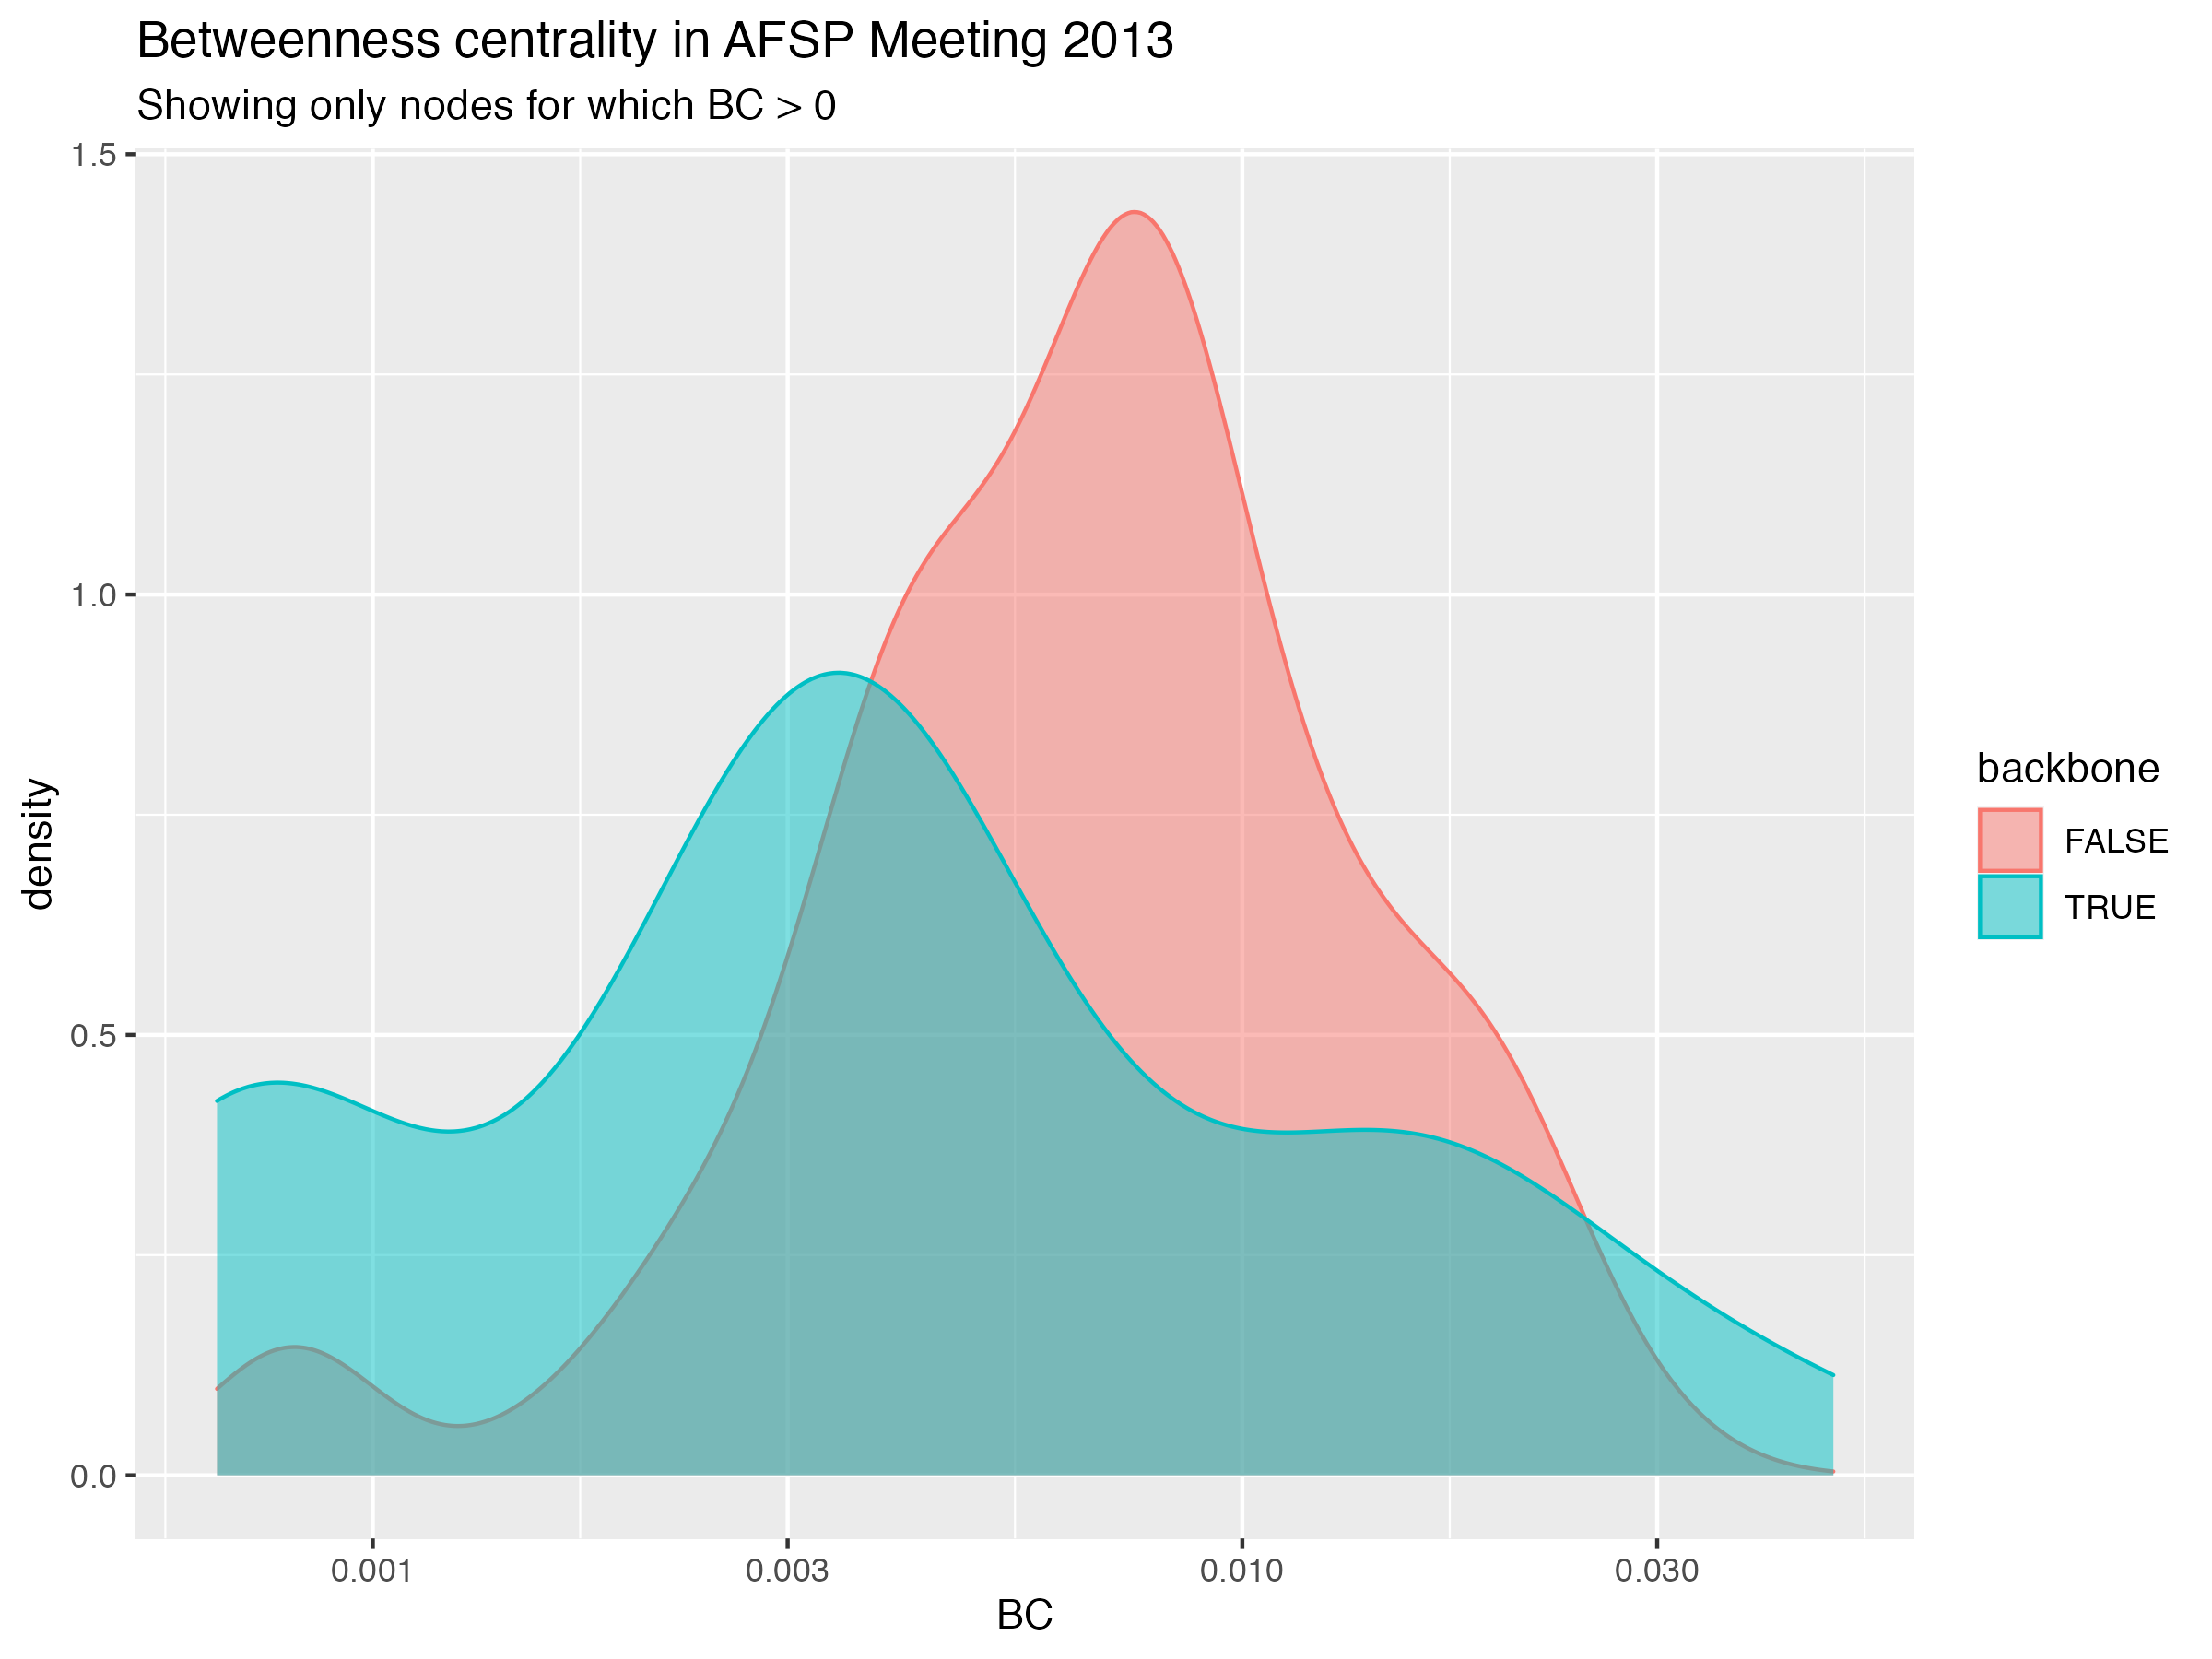 Betweenness centrality in AFSP Meeting 2013
Showing only nodes for which BC > 0
1.5
1.0
0.5
0.0
density
0.001
0.003
0.010
0.030
BC
backbone
FALSE
TRUE